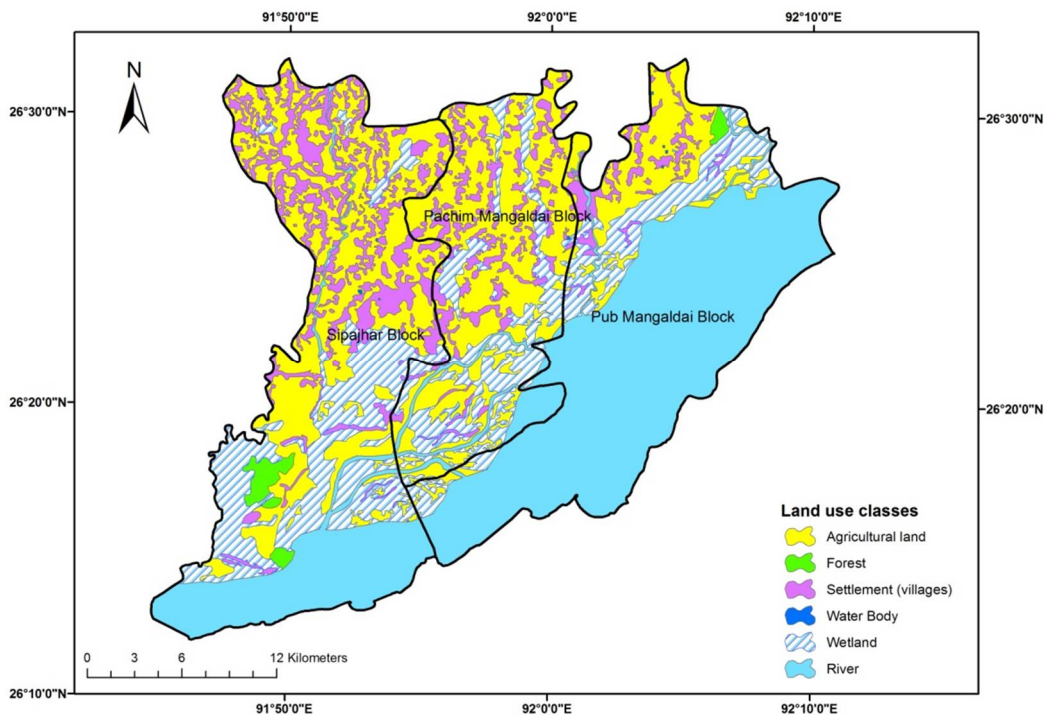 91°50'0"E 92°0'0"E 92°10'0"E
N
26°30'0"N 26°30'0"N
Pachim Mangaldai Block
Pub Mangaldai Block
Sipajhar Block
26°20'0"N 26°20'0"N
Land use classes
Agricultural land
Forest
Settlement (villages)
Water Body
Wetland
River
0 3 6 12 Kilometers
26°10'0"N 26°10'0"N
91°50'0"E 92°0'0"E 92°10'0"E